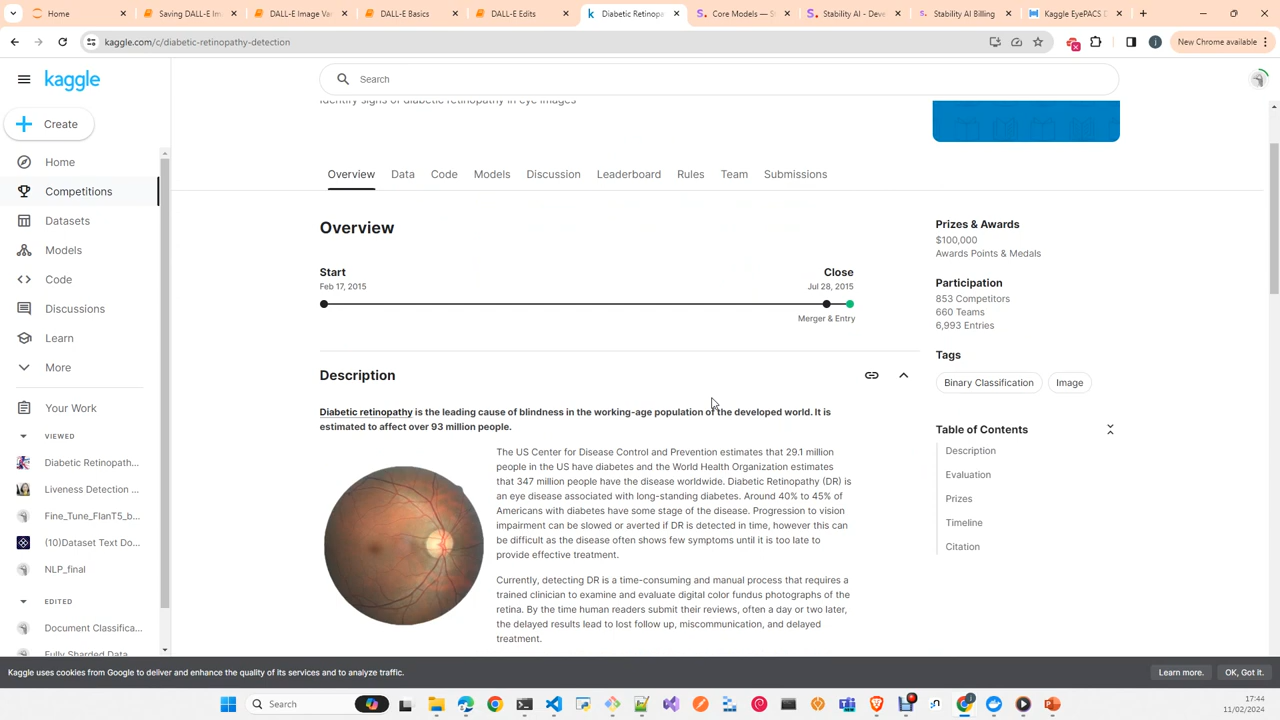 Saving DALL-E Im
DALL-E Image Va
DALL-E Basics
DALL-E Edits
Diabetic Retinopa
Core Models — St
Stability AI - Deve
Stability AI Billing
Kaggle EyePACS D
kaggle.com/c/diabetic-retinopathy-detection
New Chrome available
kaggle
Search
Create
Identify signs of diabetic retinopathy in eye images
Home
Competitions
Datasets
Models
Code
Discussions
Learn
More
Your Work
VIEWED
Diabetic Retinopath...
Liveness Detection ...
Fine_Tune_FlanT5_b...
(10)Dataset Text Do...
NLP_final
EDITED
Document Classifica...
Fully Sharded Data
Overview Data Code Models Discussion Leaderboard Rules Team Submissions
Overview
Start
Feb 17, 2015
Close
Jul 28, 2015
Merger & Entry
Description
Diabetic retinopathy is the leading cause of blindness in the working-age population of the developed world. It is
estimated to affect over 93 million people.
The US Center for Disease Control and Prevention estimates that 29.1 million
people in the US have diabetes and the World Health Organization estimates
that 347 million people have the disease worldwide. Diabetic Retinopathy (DR) is
an eye disease associated with long-standing diabetes. Around 40% to 45% of
Americans with diabetes have some stage of the disease. Progression to vision
impairment can be slowed or averted if DR is detected in time, however this can
be difficult as the disease often shows few symptoms until it is too late to
provide effective treatment.
Currently, detecting DR is a time-consuming and manual process that requires a
trained clinician to examine and evaluate digital color fundus photographs of the
retina. By the time human readers submit their reviews, often a day or two later,
the delayed results lead to lost follow up, miscommunication, and delayed
treatment.
Prizes & Awards
$100,000
Awards Points & Medals
Participation
853 Competitors
660 Teams
6,993 Entries
Tags
Binary Classification
Image
Table of Contents
Description
Evaluation
Prizes
Timeline
Citation
Kaggle uses cookies from Google to deliver and enhance the quality of its services and to analyze traffic.
Learn more.
OK, Got it.
Search
17:44
11/02/2024